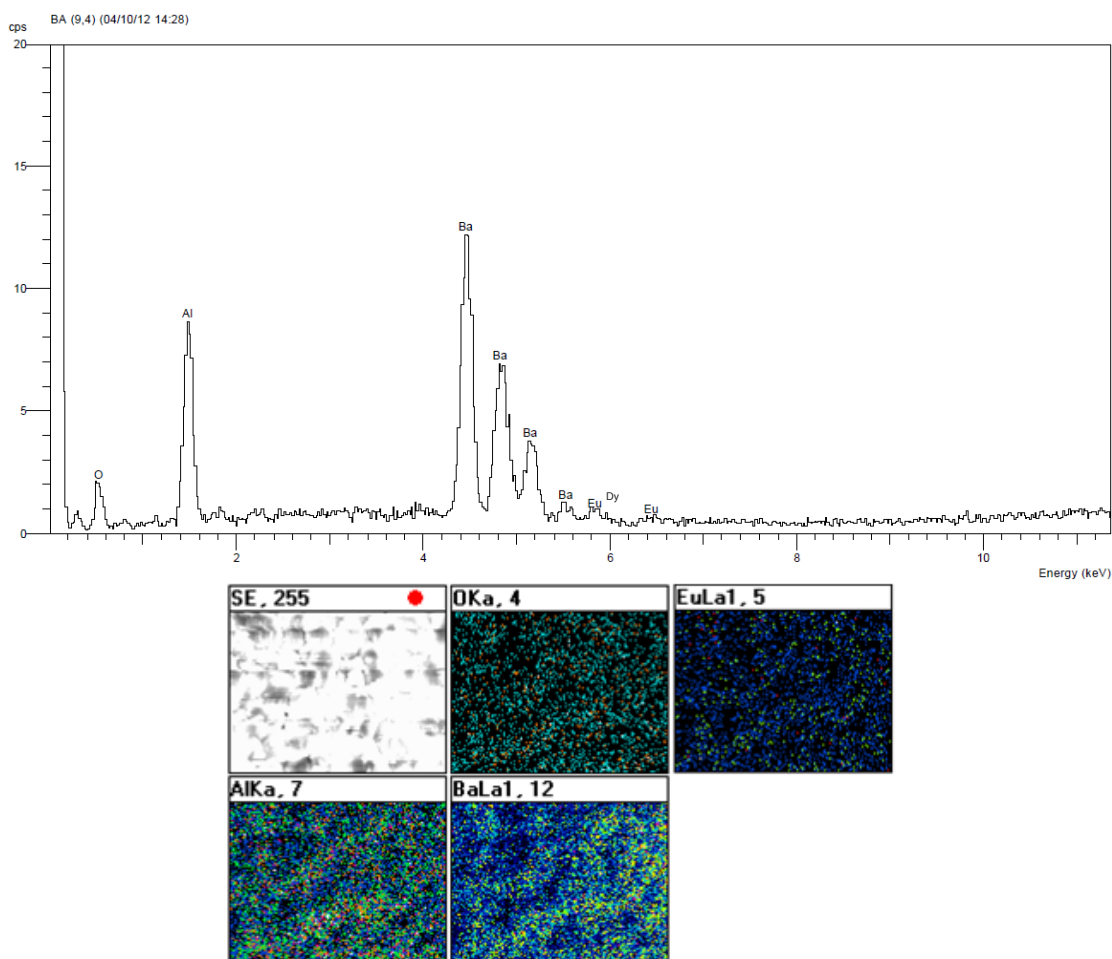 BA (9,4) (04/10/12 14:28)
cps
20
15
10
5
0
O
Al
Ba
Ba
Ba
Ba
Eu
Dy
Eu
2
4
6
8
10
Energy (keV)
SE, 255
OKa, 4
EuLa1, 5
AlKa, 7
BaLa1, 12